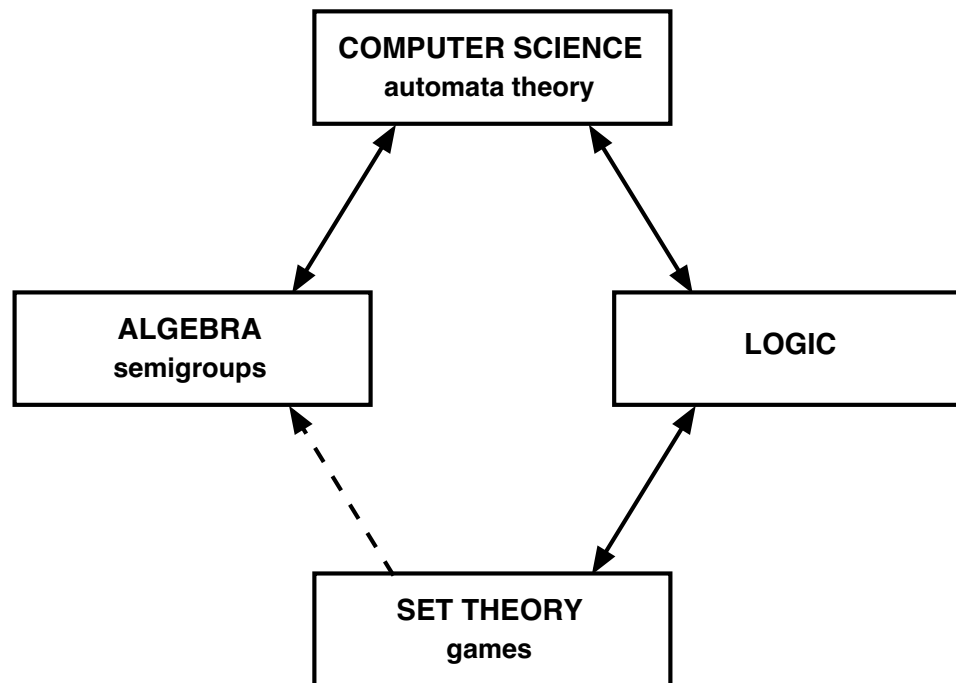 COMPUTER SCIENCE
automata theory
ALGEBRA
semigroups
LOGIC
SET THEORY
games